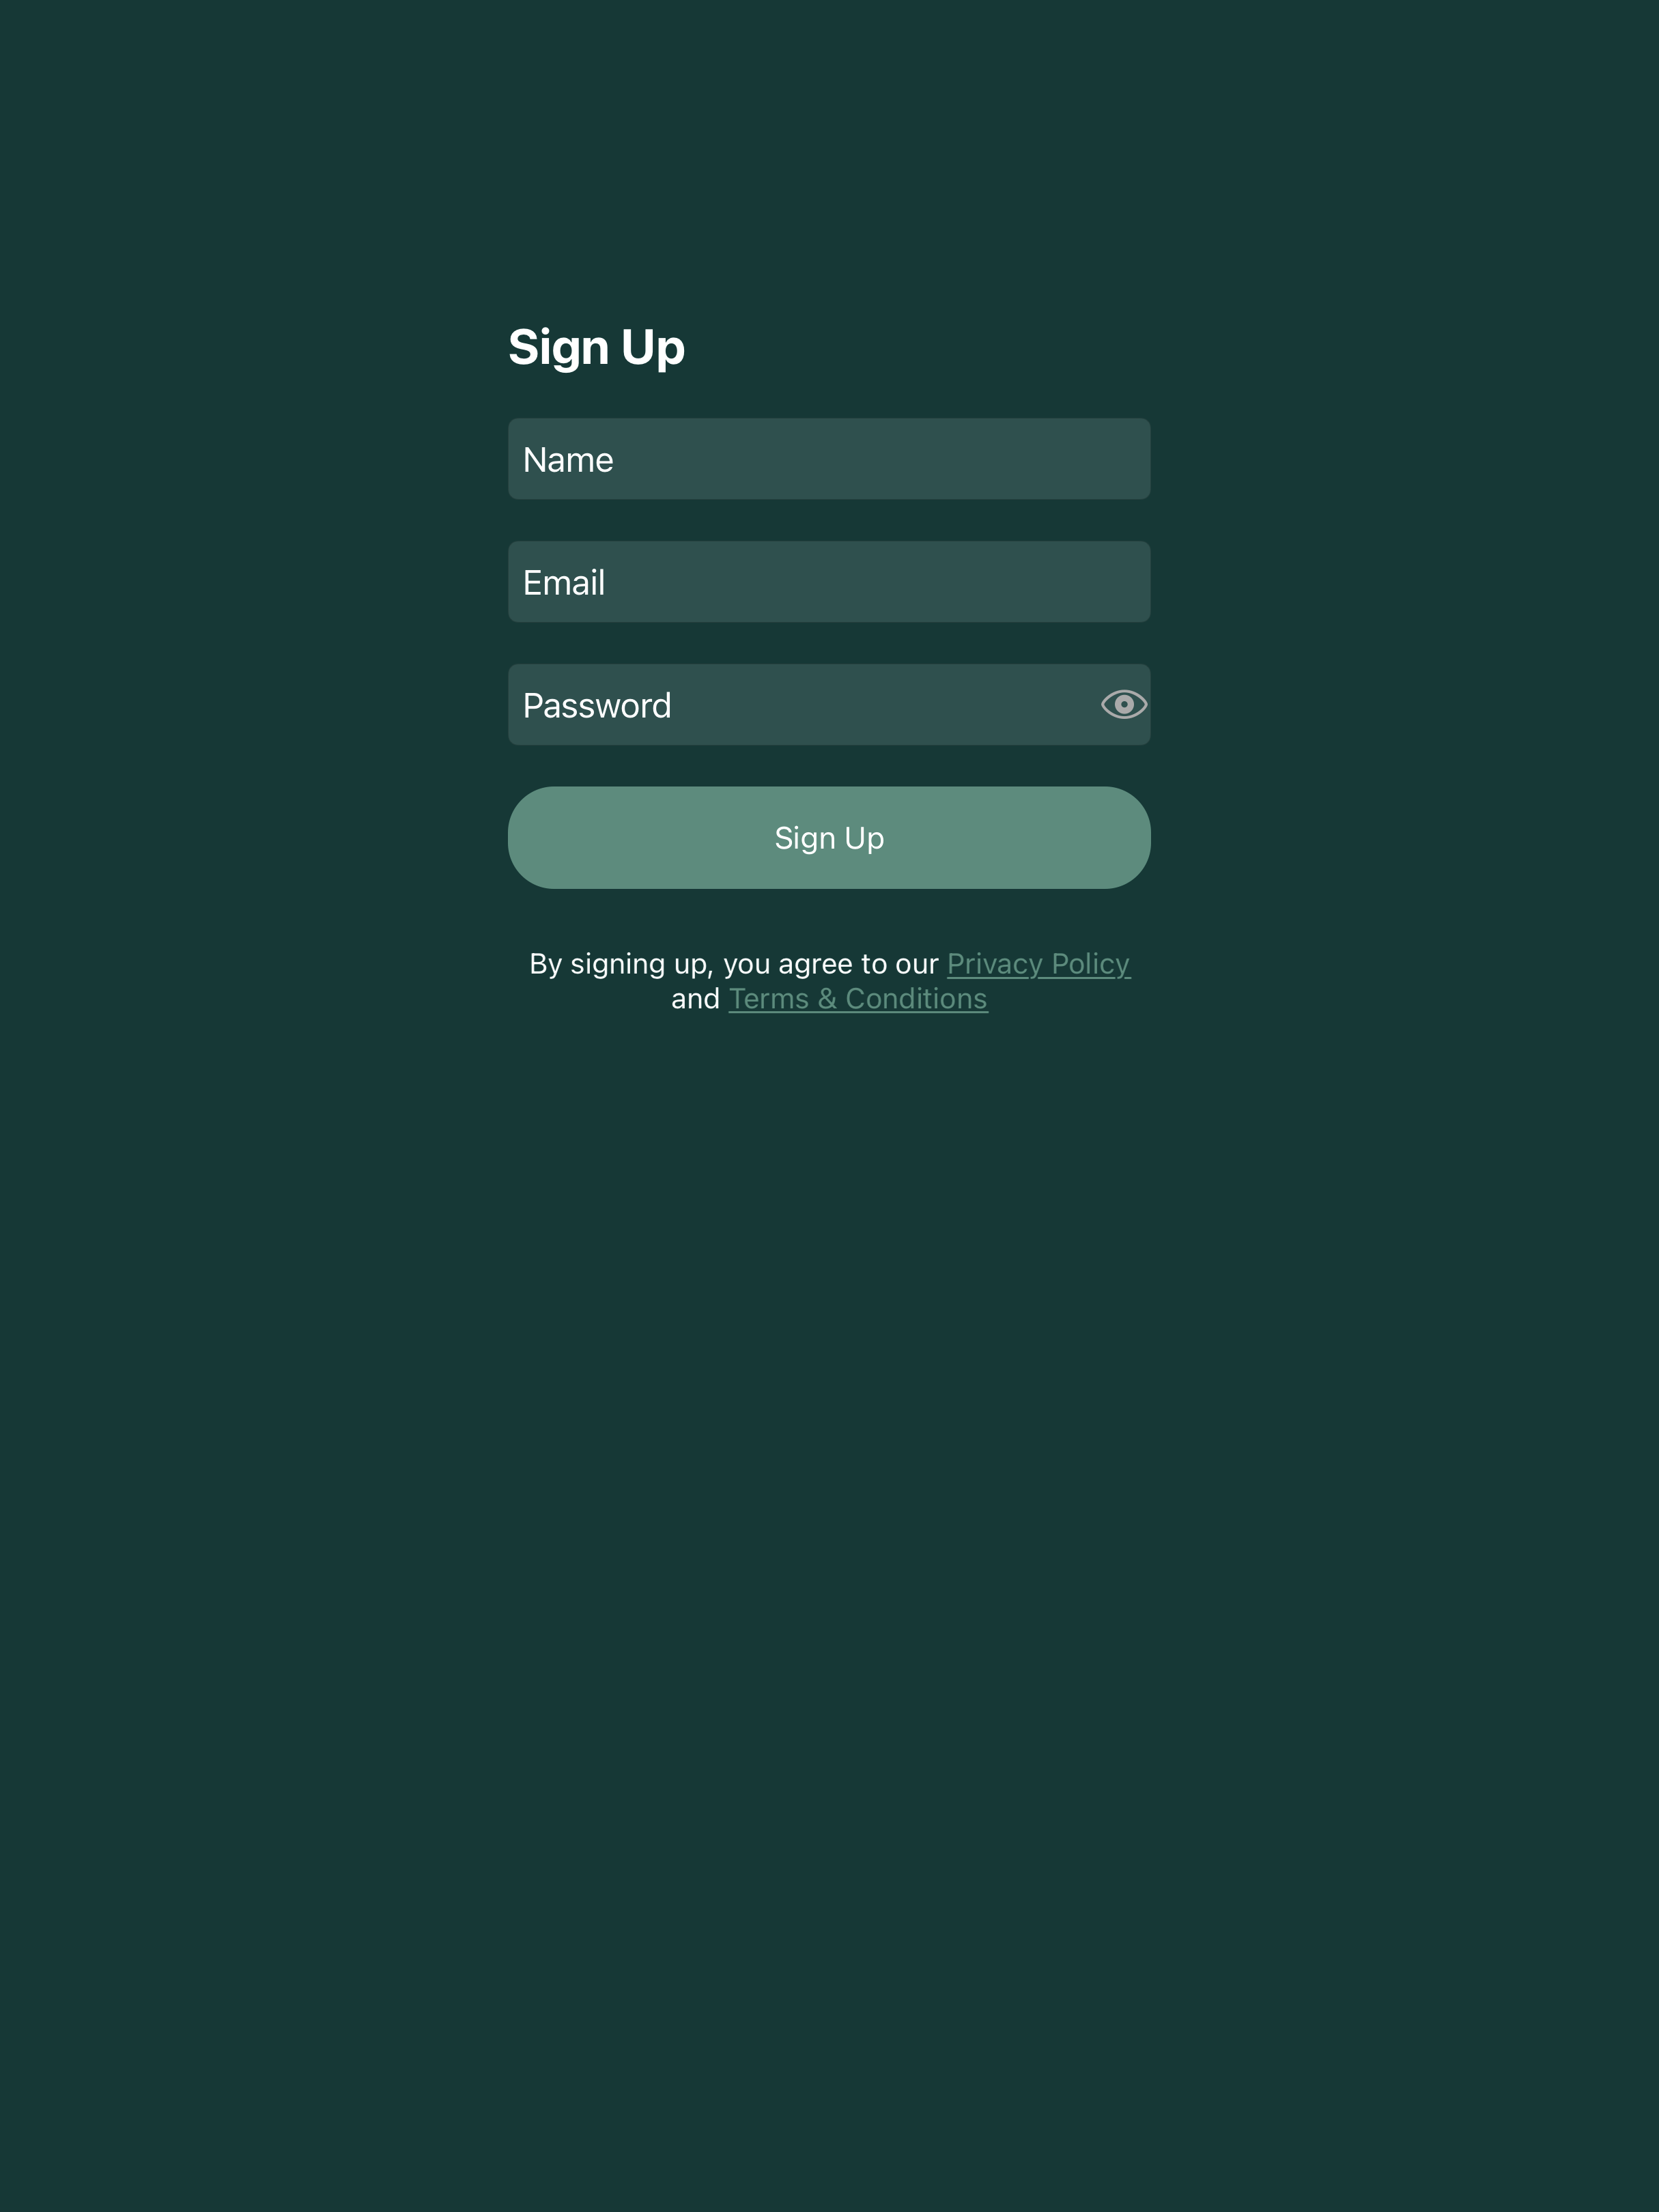 Sign Up
Name
Email
Password
Sign Up
By signing up, you agree to our Privacy Policy
and Terms & Conditions